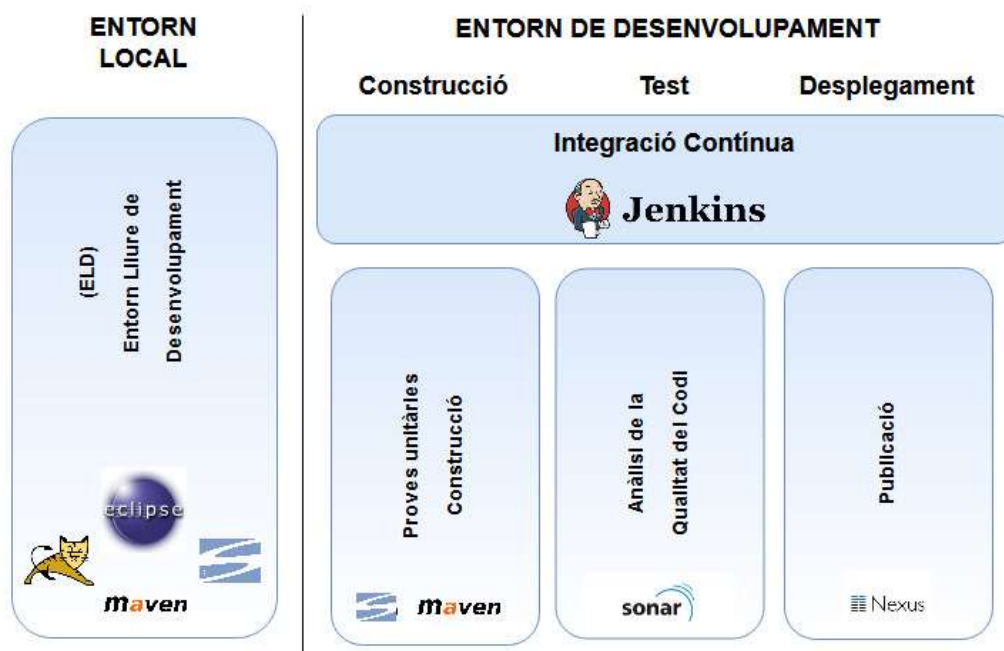 ENTORN
LOCAL
ENTORN DE DESENVOLUPAMENT
Construcció
Test
Desplegament
Integració Contínua
Jenkins
(ELD)
Entorn Lliure de
Desenvolupament
eclipse
maven
Proves unitàries
Construcció
maven
Anàlisi de la
Qualitat del Codi
sonar
Publicació
Nexus